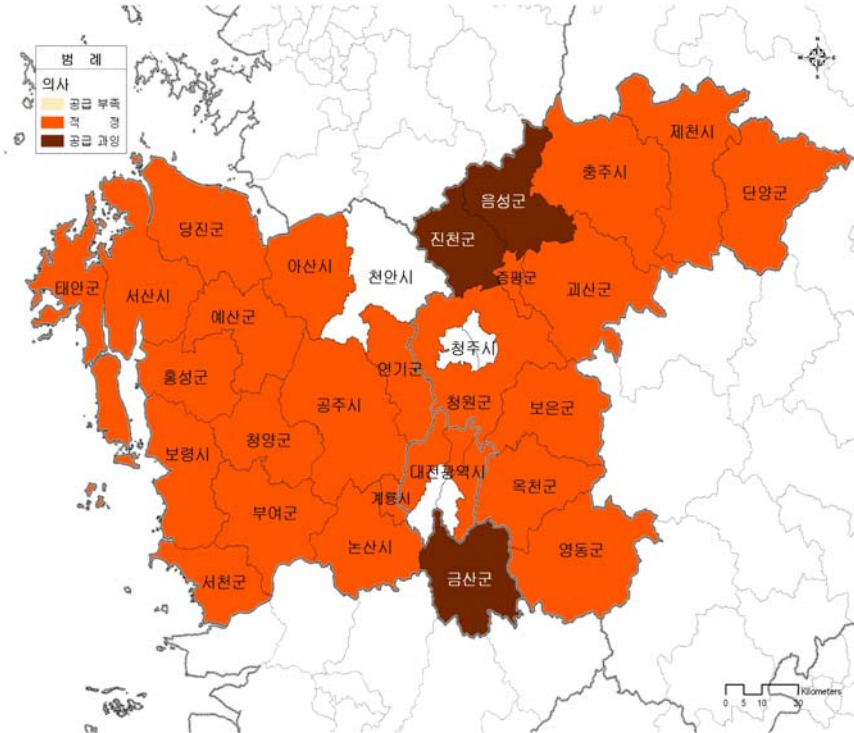 범 례
의사
공급 부족
적 정
공급 과잉
N
W E
S
제천시
충주시
단양군
음성군
진천군
당진군
아산시
천안시
증평군
괴산군
태안군
서산시
예산군
청주시
연기군
홍성군
공주시
청원군
보은군
청양군
보령시
대전광역시
옥천군
계룡시
부여군
논산시
영동군
서천군
금산군
Kilometers
0 5 10 20